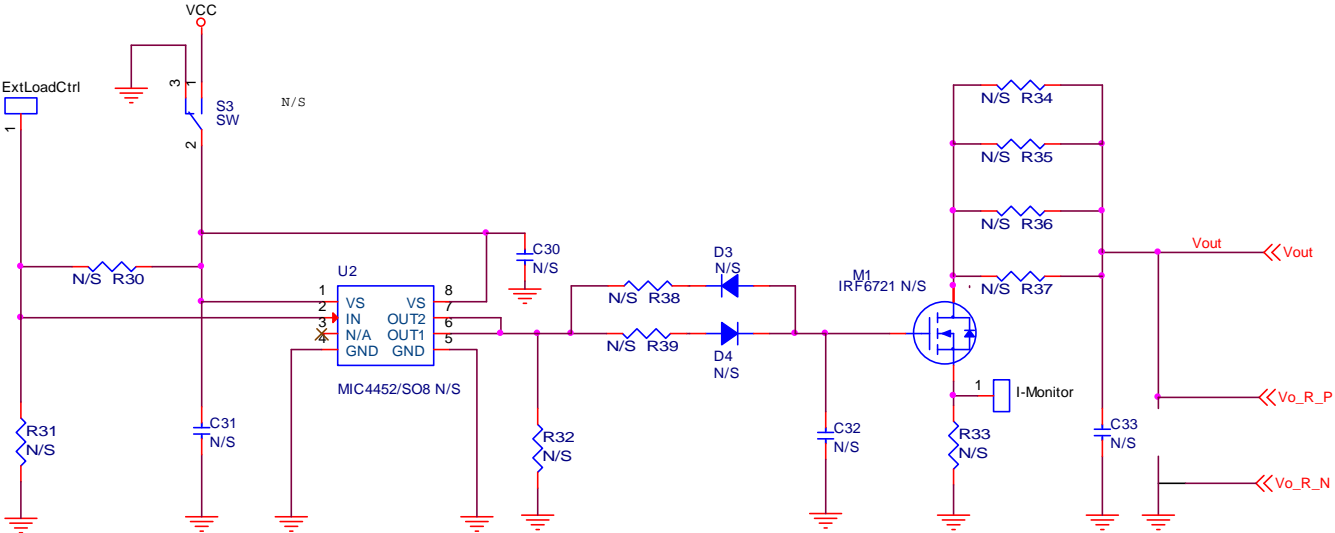 VCC
ExtLoadCtrl
1
3
1
S3
SW
2
N/S
N/S R34
N/S R35
N/S R36
N/S R37
N/S R30
C30
N/S
U2
MIC4452/SO8 N/S
1
2
3
4
VS
IN
N/A
GND
VS
OUT2
OUT1
GND
8
7
6
5
D3
N/S
N/S R38
N/S R39
D4
N/S
M1
IRF6721 N/S
Vout
Vout
1
I-Monitor
R31
N/S
C31
N/S
R32
N/S
C32
N/S
R33
N/S
C33
N/S
Vo_R_P
Vo_R_N